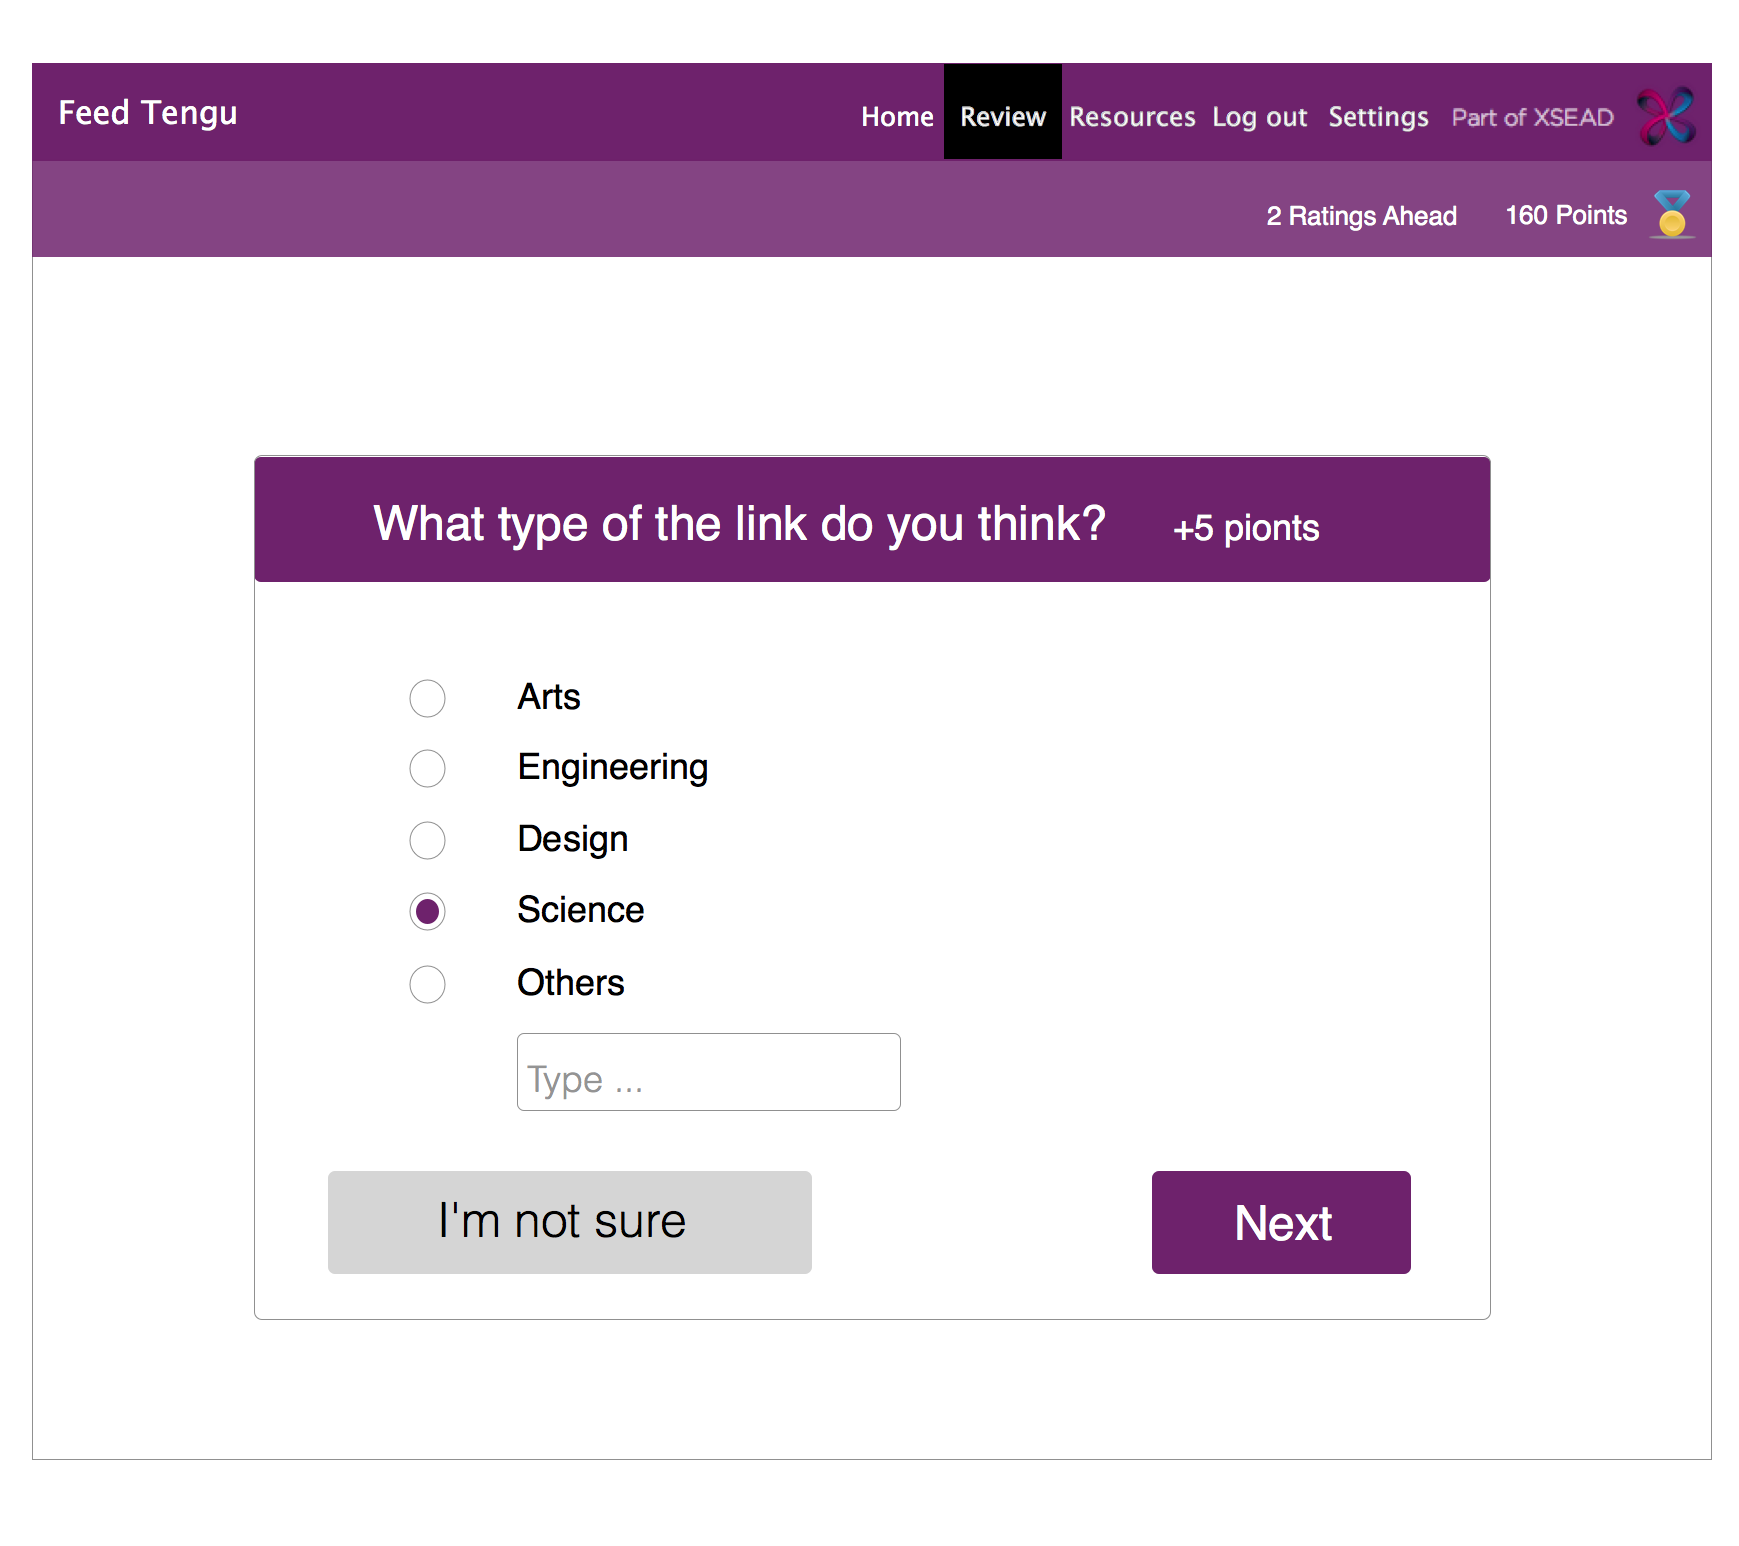 Feed Tengu
Home Review Resources Log out Settings Part of XSEAD
2 Ratings Ahead 160 Points
What type of the link do you think? +5 pionts
Arts
Engineering
Design
Science
Others
Type ...
I'm not sure
Next